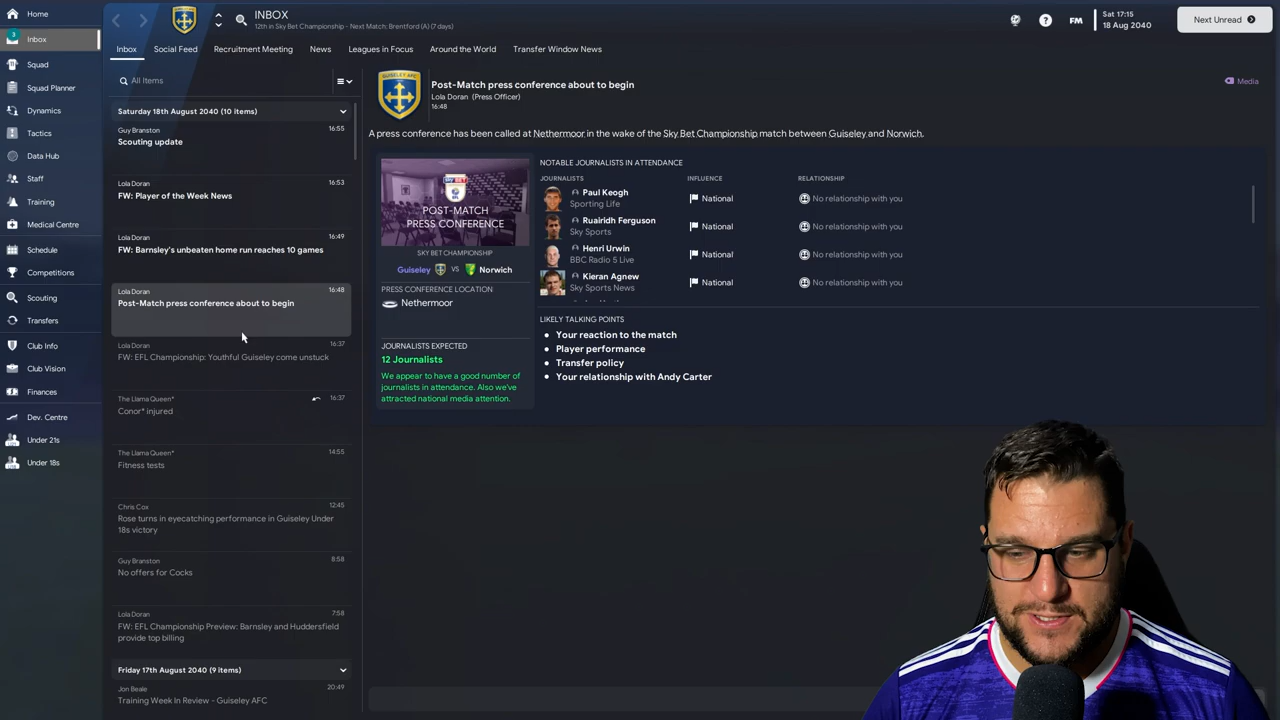 Home
Inbox
3
Squad
Squad Planner
Dynamics
Tactics
Data Hub
Staff
Training
Medical Centre
Schedule
Competitions
Scouting
Transfers
Club Info
Club Vision
Finances
Dev. Centre
Under 21s
Under 18s
INBOX
12th in Sky Bet Championship - Next Match: Brentford (A) (7 days)
FM
Sat 17:15
18 Aug 2040
Next Unread
Inbox
Social Feed
Recruitment Meeting
News
Leagues in Focus
Around the World
Transfer Window News
All Items
Saturday 18th August 2040 (10 items)
Guy Branston 16:55
Scouting update
Lola Doran 16:53
FW: Player of the Week News
Lola Doran 16:49
FW: Barnsley's unbeaten home run reaches 10 games
Lola Doran 16:48
Post-Match press conference about to begin
Lola Doran 16:37
FW: EFL Championship: Youthful Guiseley come unstuck
The Llama Queen* 16:37
Conor* injured
The Llama Queen* 14:55
Fitness tests
Chris Cox 12:45
Rose turns in eyecatching performance in Guiseley Under
18s victory
Guy Branston 8:58
No offers for Cocks
Lola Doran 7:58
FW: EFL Championship Preview: Barnsley and Huddersfield
provide top billing
Friday 17th August 2040 (9 items)
Jon Beale 20:49
Training Week In Review - Guiseley AFC
GUISELEY AFC
Post-Match press conference about to begin
Lola Doran (Press Officer)
16:48
Media
A press conference has been called at Nethermoor in the wake of the Sky Bet Championship match between Guiseley and Norwich.
sky BET
EFL
POST-MATCH
PRESS CONFERENCE
SKY BET CHAMPIONSHIP
Guiseley VS Norwich
PRESS CONFERENCE LOCATION
Nethermoor
JOURNALISTS EXPECTED
12 Journalists
We appear to have a good number of
journalists in attendance. Also we've
attracted national media attention.
NOTABLE JOURNALISTS IN ATTENDANCE
JOURNALISTS INFLUENCE RELATIONSHIP
Paul Keogh
Sporting Life
National
No relationship with you
Ruairidh Ferguson
Sky Sports
National
No relationship with you
Henri Urwin
BBC Radio 5 Live
National
No relationship with you
Kieran Agnew
Sky Sports News
National
No relationship with you
LIKELY TALKING POINTS
• Your reaction to the match
• Player performance
• Transfer policy
• Your relationship with Andy Carter